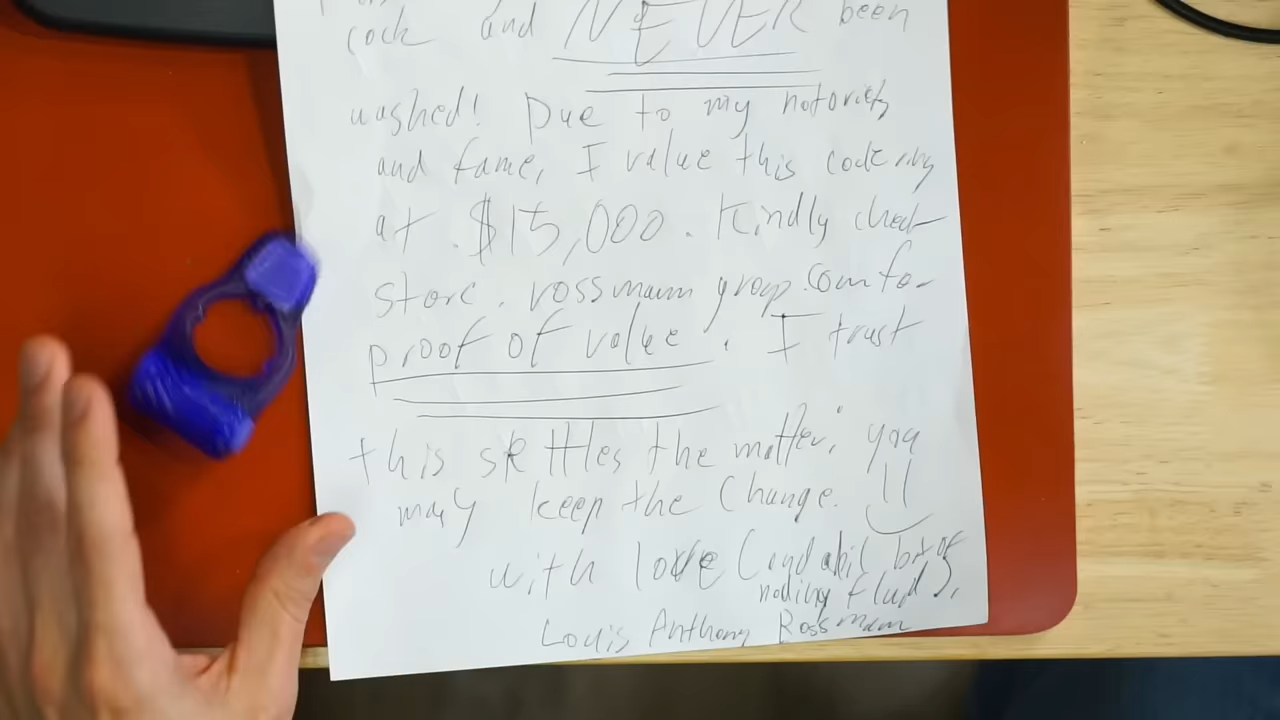 cock and NEVER been
washed! Due to my notoriety
and fame, I value this cock ring
at $15,000. Kindly check
store.rossmanngroup.com for
proof of value. I trust
this settles the matter, you
may keep the change.
with love (and a bit of
fluid),
Louis Anthony Rossmann